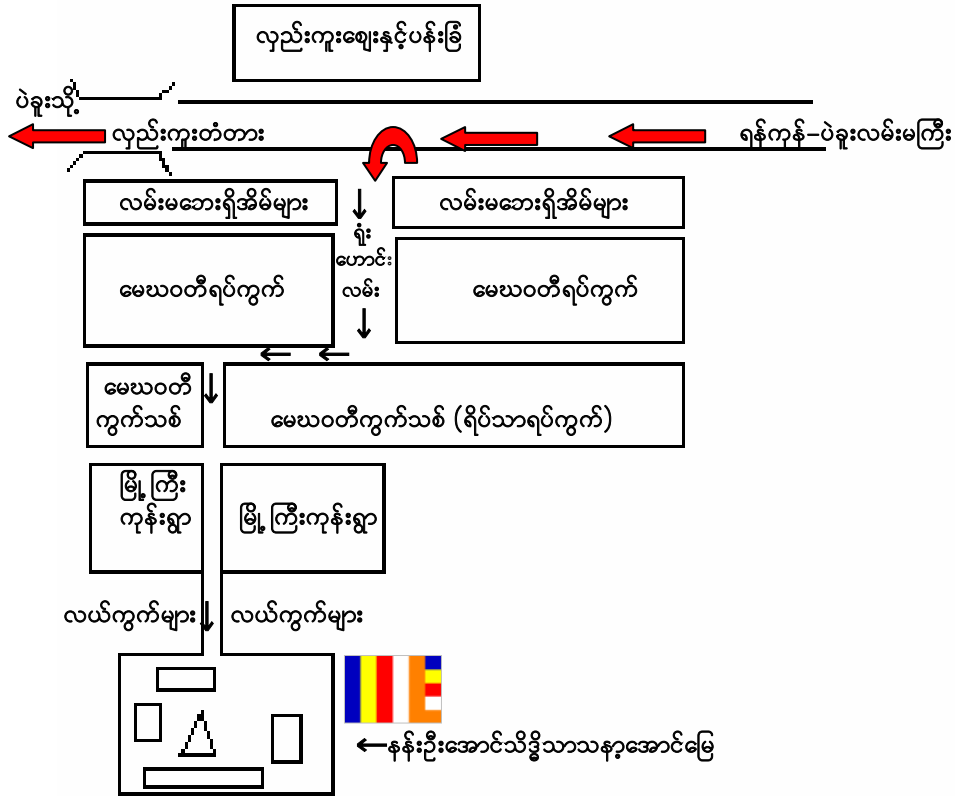 လှည်းကူးဈေးနှင့်ပန်းခြံ
ပဲခူးသို့
လှည်းကူးတံတား
ရန်ကုန်-ပဲခူးလမ်းမကြီး
လမ်းမဘေးရှိအိမ်များ
လမ်းမဘေးရှိအိမ်များ
ရုံး
ဟောင်း
လမ်း
မေဃဝတီရပ်ကွက်
မေဃဝတီရပ်ကွက်
မေဃဝတီ
ကွက်သစ်
မေဃဝတီကွက်သစ် (ရိပ်သာရပ်ကွက်)
မြို့ကြီး
ကုန်းရွာ
မြို့ကြီးကုန်းရွာ
လယ်ကွက်များ
လယ်ကွက်များ
နန်းဦးအောင်သိဒ္ဓိသာသနာ့အောင်မြေ